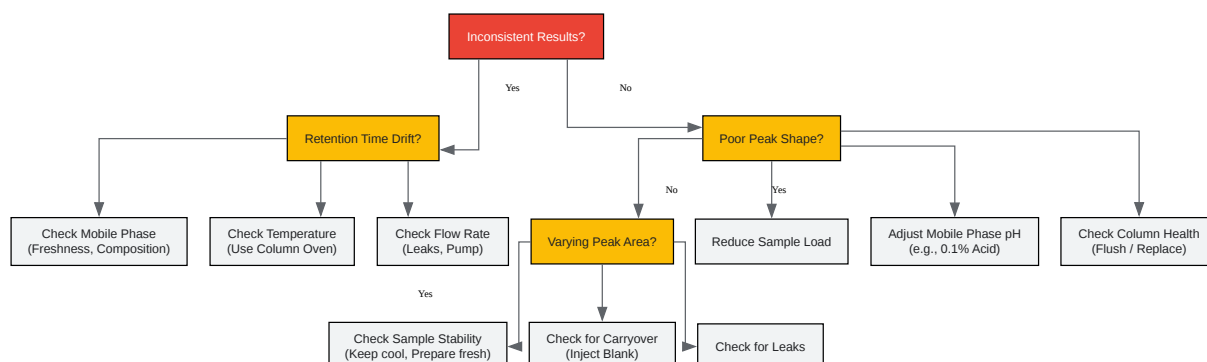 Inconsistent Results?
Yes
No
Retention Time Drift?
Poor Peak Shape?
No
Yes
Check Mobile Phase
(Freshness, Composition)
Check Temperature
(Use Column Oven)
Check Flow Rate
(Leaks, Pump)
Varying Peak Area?
Reduce Sample Load
Adjust Mobile Phase pH
(e.g., 0.1% Acid)
Check Column Health
(Flush / Replace)
Yes
Check Sample Stability
(Keep cool, Prepare fresh)
Check for Carryover
(Inject Blank)
Check for Leaks